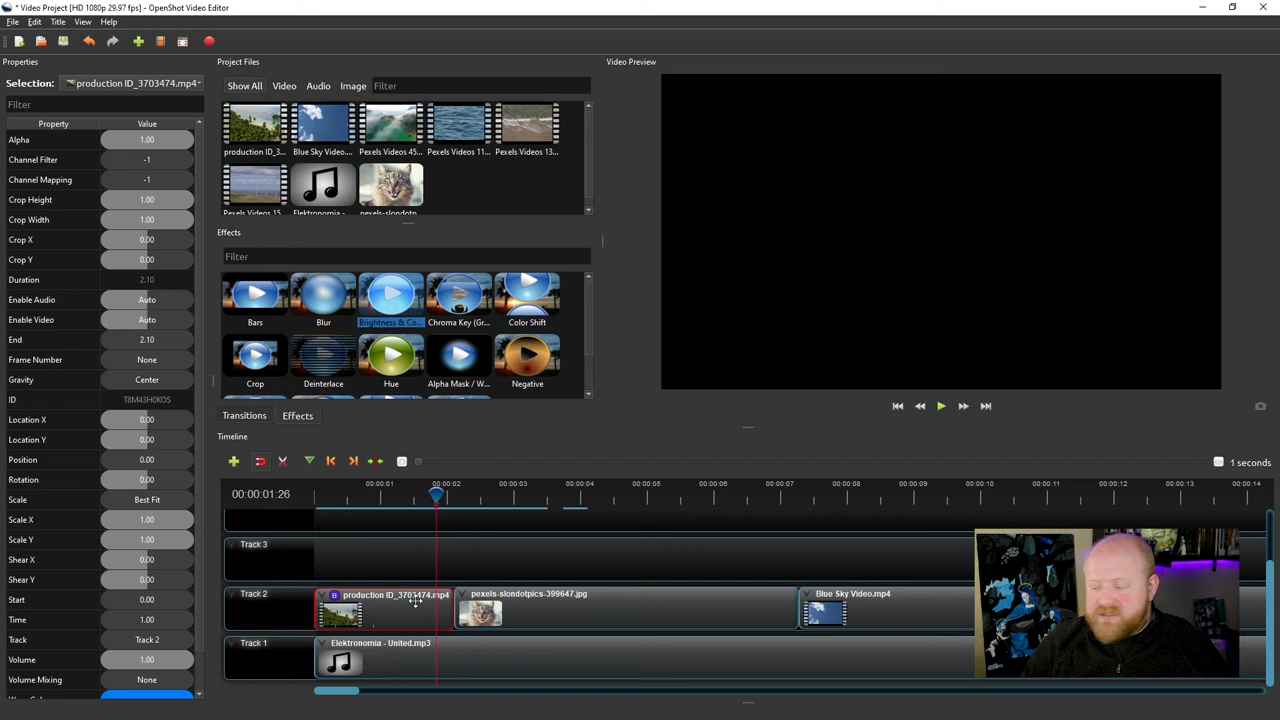 * Video Project [HD 1080p 29.97 fps] - OpenShot Video Editor
File Edit Title View Help
Properties
Selection: production ID_3703474.mp4
Filter
Property Value
Alpha 1.00
Channel Filter -1
Channel Mapping -1
Crop Height 1.00
Crop Width 1.00
Crop X 0.00
Crop Y 0.00
Duration 2.10
Enable Audio Auto
Enable Video Auto
End 2.10
Frame Number None
Gravity Center
ID T8M43H0KOS
Location X 0.00
Location Y 0.00
Position 0.00
Rotation 0.00
Scale Best Fit
Scale X 1.00
Scale Y 1.00
Shear X 0.00
Shear Y 0.00
Start 0.00
Time 1.00
Track Track 2
Volume 1.00
Volume Mixing None
Project Files
Show All Video Audio Image Filter
production ID_3... Blue Sky Video... Pexels Videos 45... Pexels Videos 11... Pexels Videos 13...
Pexels Videos 15... Elektronomia - pexels-slondotp...
Effects
Filter
Bars Blur Brightness & Co... Chroma Key (Gr... Color Shift
Crop Deinterlace Hue Alpha Mask / W... Negative
Transitions Effects
Video Preview
Timeline
1 seconds
00:00:01:26
00:00:01 00:00:02 00:00:03 00:00:04 00:00:05 00:00:06 00:00:07 00:00:08 00:00:09 00:00:10 00:00:11 00:00:12 00:00:13 00:00:14
Track 3
Track 2
B production ID_3703474.mp4 pexels-slondotpics-399647.jpg Blue Sky Video.mp4
Track 1
Elektronomia - United.mp3